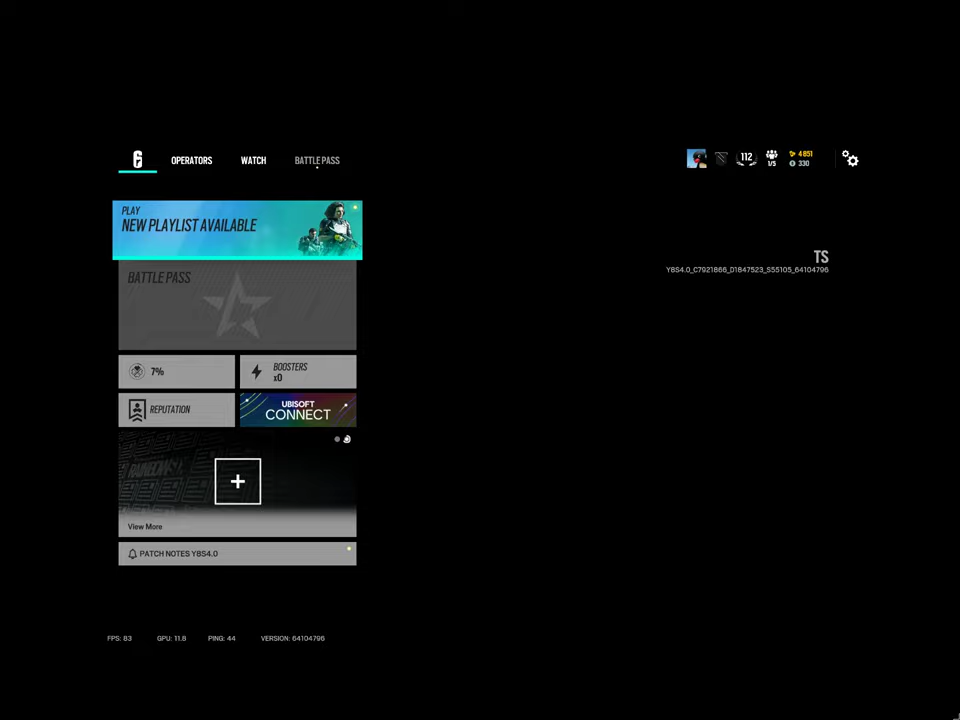 OPERATORS
WATCH
BATTLE PASS
112
1/5
4851
330
PLAY
NEW PLAYLIST AVAILABLE
TS
Y8S4.0_C7921866_D1847523_S55105_64104796
BATTLE PASS
7%
BOOSTERS
x0
REPUTATION
UBISOFT
CONNECT
RAINBOW
View More
PATCH NOTES Y8S4.0
FPS: 83
GPU: 11.8
PING: 44
VERSION: 64104796